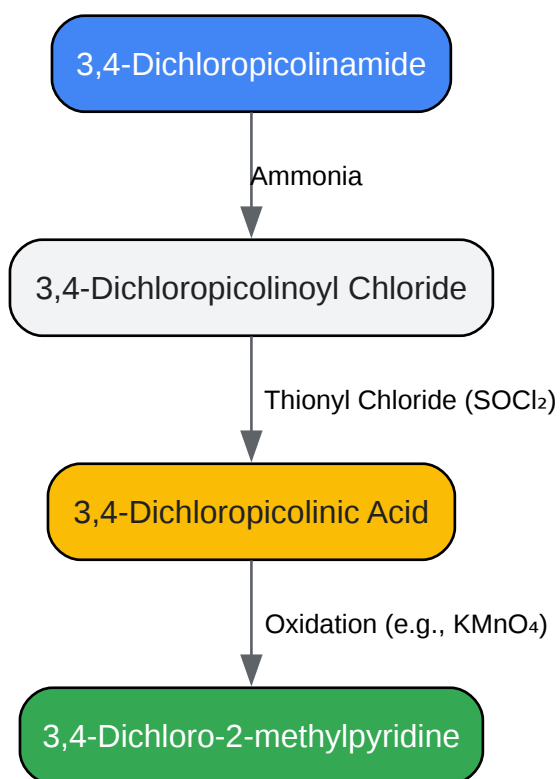 3,4-Dichloropicolinamide
Ammonia
3,4-Dichloropicolinoyl Chloride
Thionyl Chloride (SOCl₂)
3,4-Dichloropicolinic Acid
Oxidation (e.g., KMnO₄)
3,4-Dichloro-2-methylpyridine